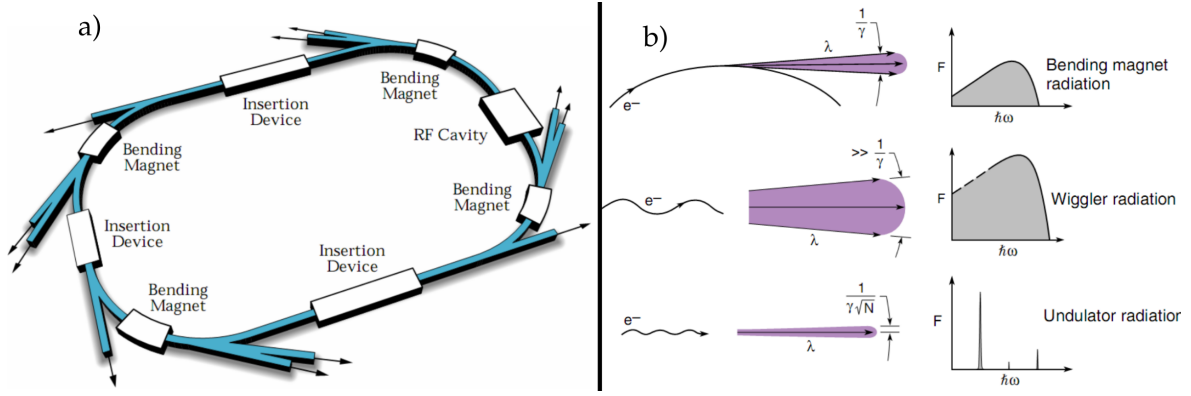 a)
Bending
Magnet
Insertion
Device
RF Cavity
Bending
Magnet
Bending
Magnet
Insertion
Device
Insertion
Device
Bending
Magnet
b)
1
γ
λ
e–
F
ħω
Bending magnet
radiation
>> 1
γ
e–
λ
F
ħω
Wiggler radiation
1
γ√N
e–
λ
F
ħω
Undulator radiation